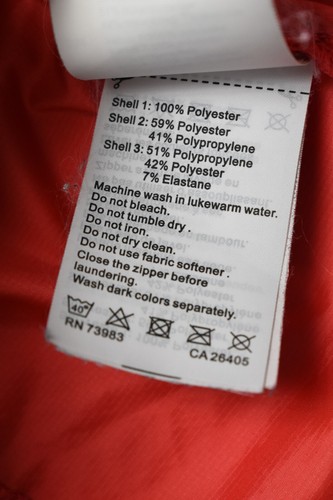 Shell 1: 100% Polyester
Shell 2: 59% Polyester
41% Polypropylene
Shell 3: 51% Polypropylene
42% Polyester
7% Elastane
Machine wash in lukewarm water.
Do not bleach.
Do not tumble dry .
Do not iron.
Do not dry clean.
Do not use fabric softener .
Close the zipper before
laundering.
Wash dark colors separately.
40°
RN 73983
CA 26405